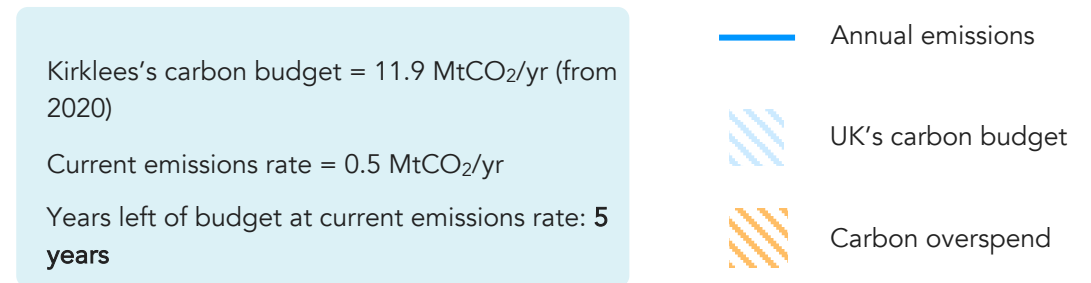 Kirklees's carbon budget = 11.9 MtCO₂/yr (from
2020)
Current emissions rate = 0.5 MtCO₂/yr
Years left of budget at current emissions rate: 5
years
Annual emissions
UK's carbon budget
Carbon overspend